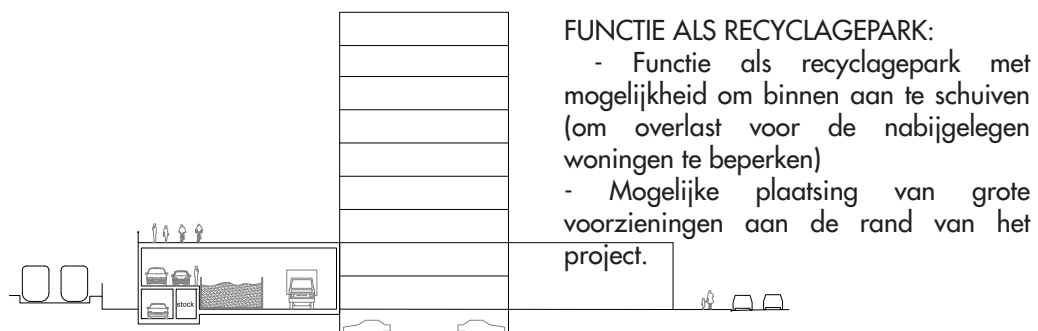 FUNCTIE ALS RECYCLAGEPARK:
- Functie als recyclagepark met
mogelijkheid om binnen aan te schuiven
(om overlast voor de nabijgelegen
woningen te beperken)
- Mogelijke plaatsing van grote
voorzieningen aan de rand van het
project.
stock